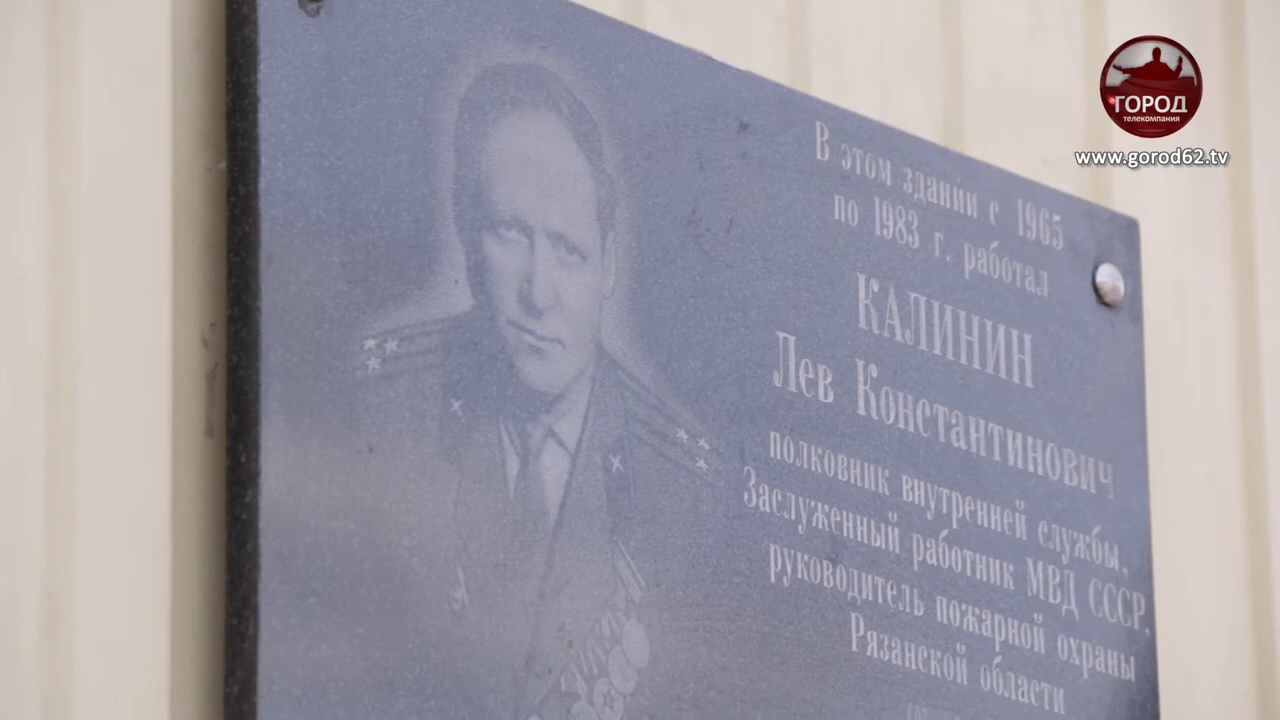 ГОРОД
телекомпания
www.gorod62.tv
В этом здании с 1965
по 1983 г. работал
КАЛИНИН
Лев Константинович
полковник внутренней службы,
Заслуженный работник МВД СССР,
руководитель пожарной охраны
Рязанской области